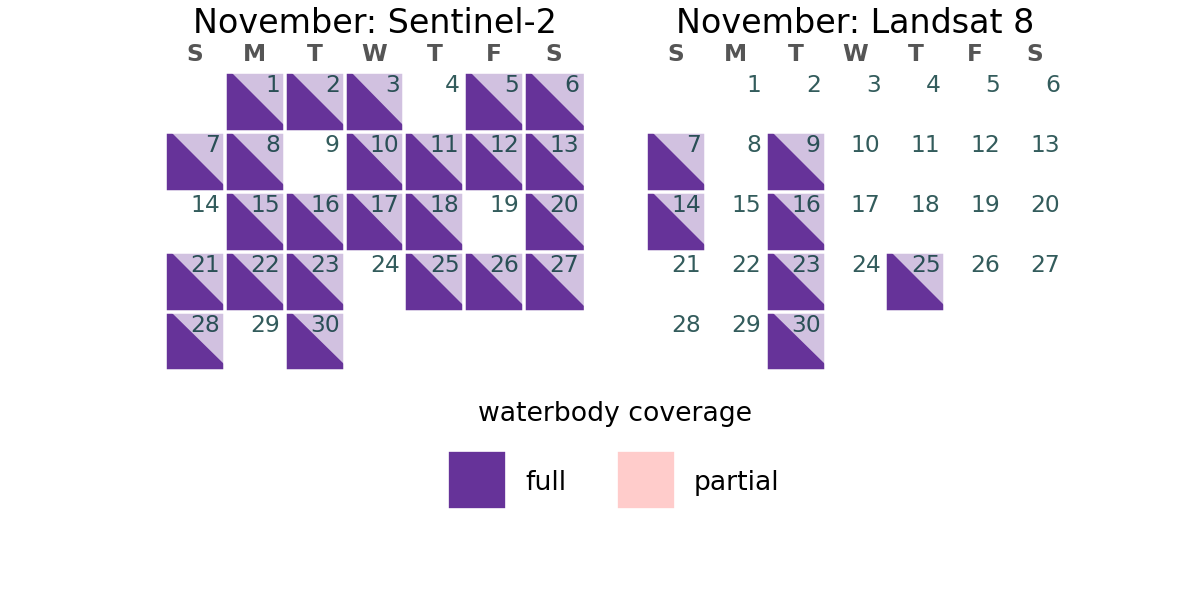 November: Sentinel-2
S M T W T F S
1 2 3 4 5 6
7 8 9 10 11 12 13
14 15 16 17 18 19 20
21 22 23 24 25 26 27
28 29 30
November: Landsat 8
S M T W T F S
1 2 3 4 5 6
7 8 9 10 11 12 13
14 15 16 17 18 19 20
21 22 23 24 25 26 27
28 29 30
waterbody coverage
full partial